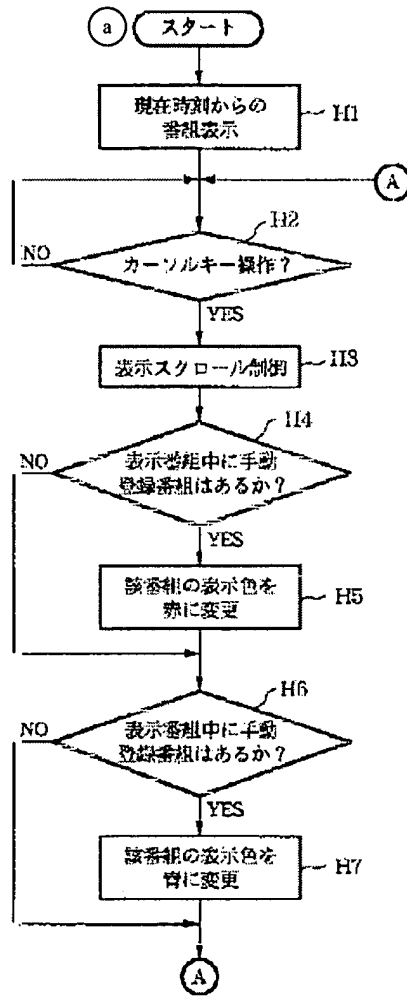 a スタート
現在時刻からの
番組表示
H1
A
H2
NO
カーソルキー操作？
YES
表示スクロール制御
H3
H4
NO
表示番組中に手動
登録番組はあるか？
YES
該番組の表示色を
赤に変更
H5
H6
NO
表示番組中に手動
登録番組はあるか？
YES
該番組の表示色を
青に変更
H7
A